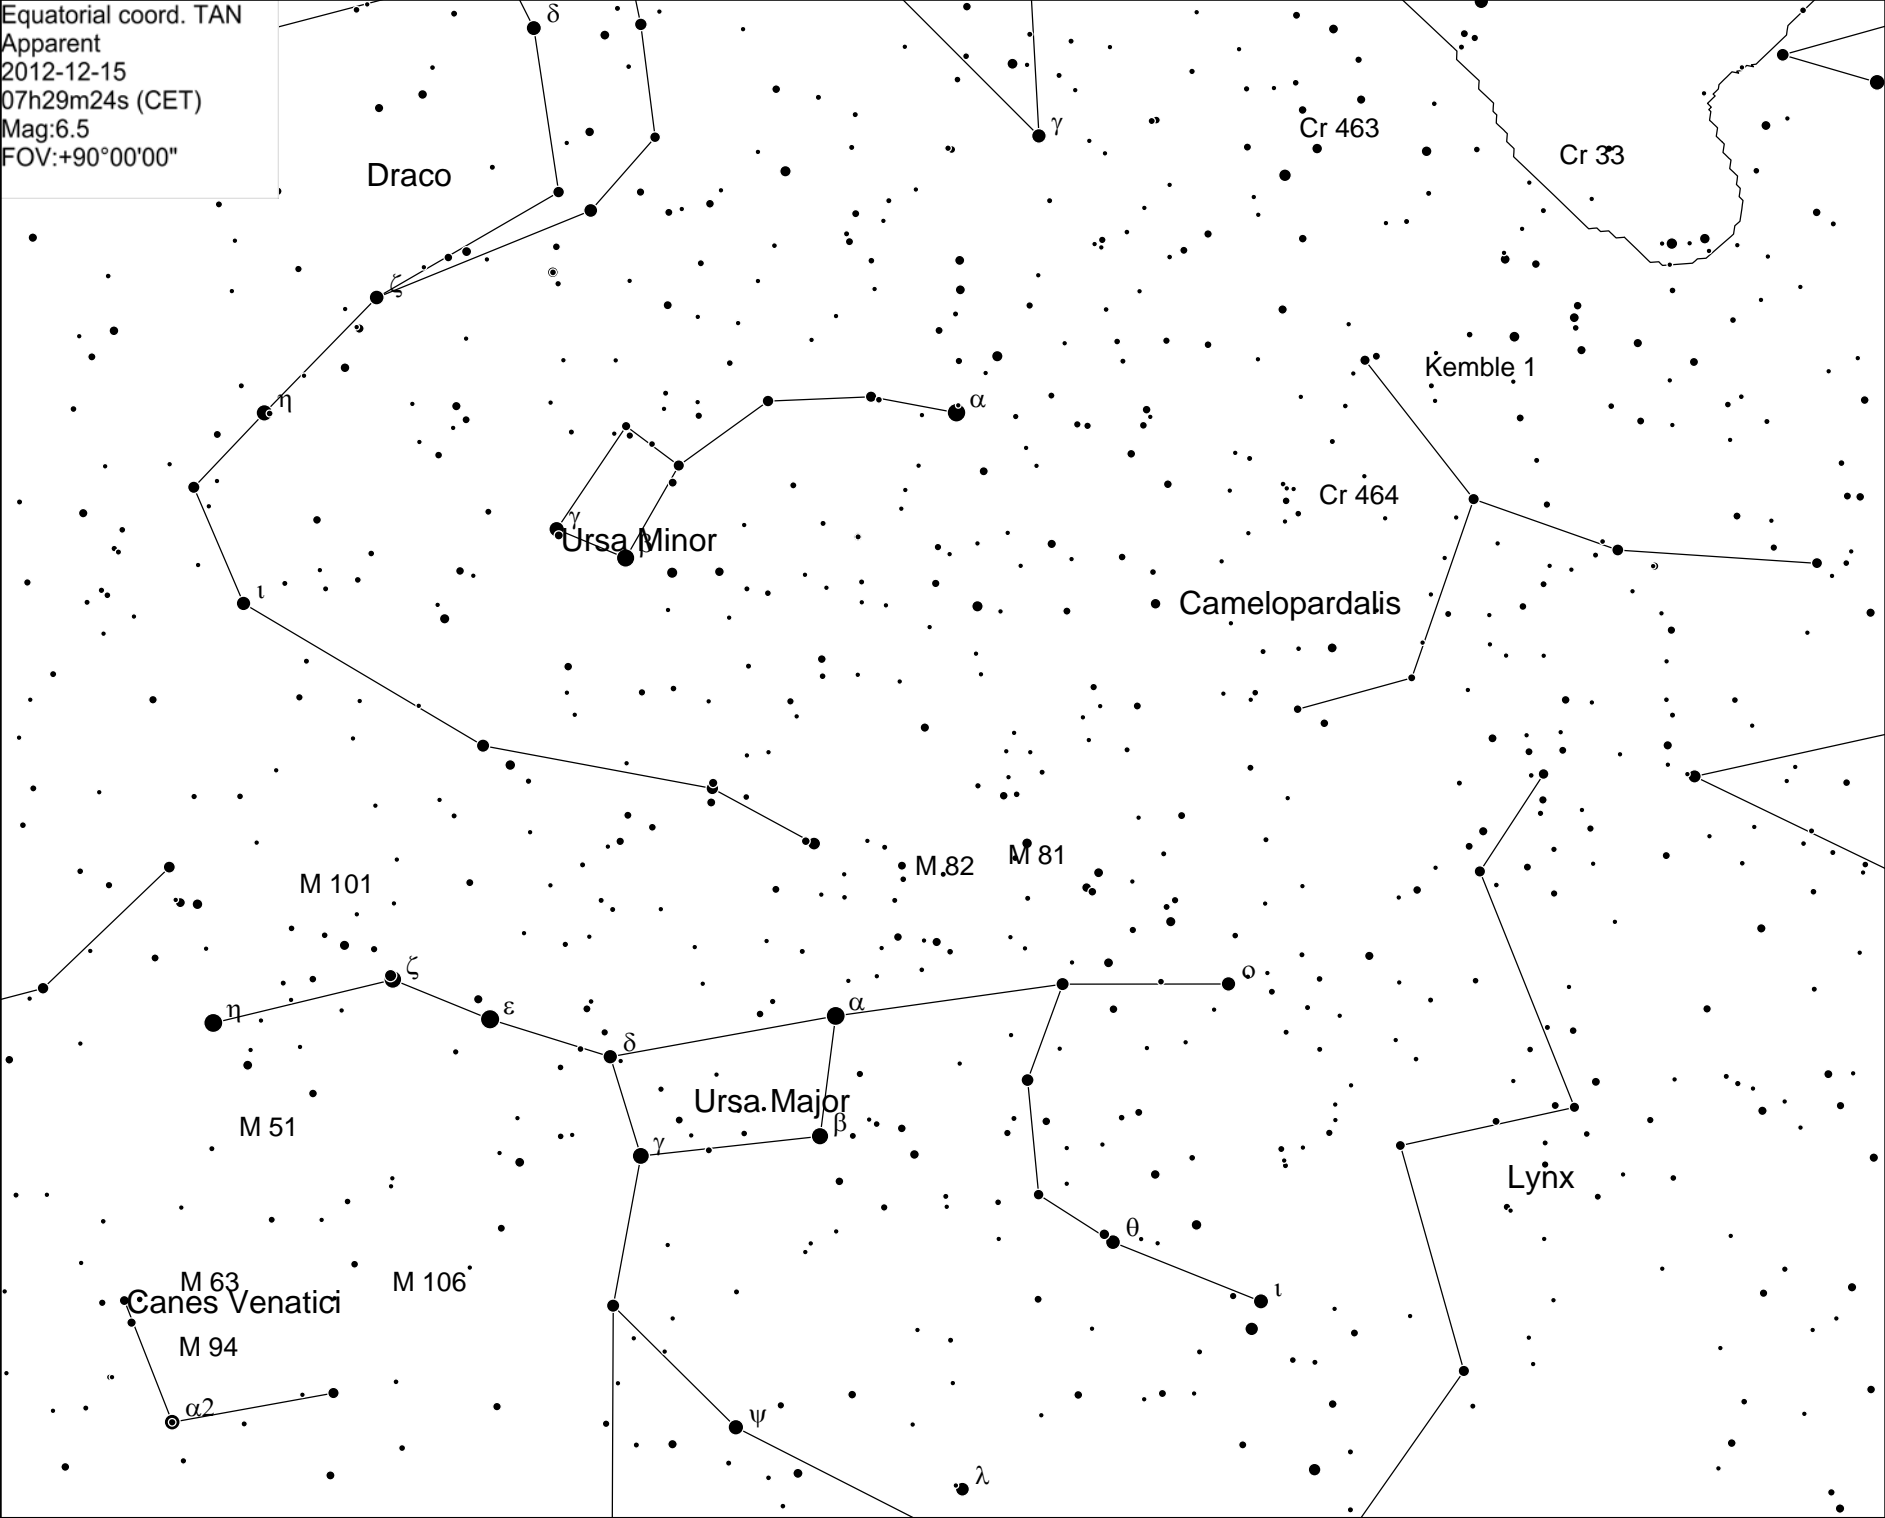 Equatorial coord. TAN
Apparent
2012-12-15
07h29m24s (CET)
Mag:6.5
FOV:+90°00'00"
δ
γ
Cr 463
Cr 33
Draco
ζ
Kemble 1
η
α
Cr 464
γ
Ursa Minor
β
ι
Camelopardalis
M 82
M 81
M 101
ζ
ο
η
ε
α
δ
Ursa Major
β
M 51
γ
Lynx
θ
M 63
M 106
ι
Canes Venatici
M 94
α2
ψ
λ